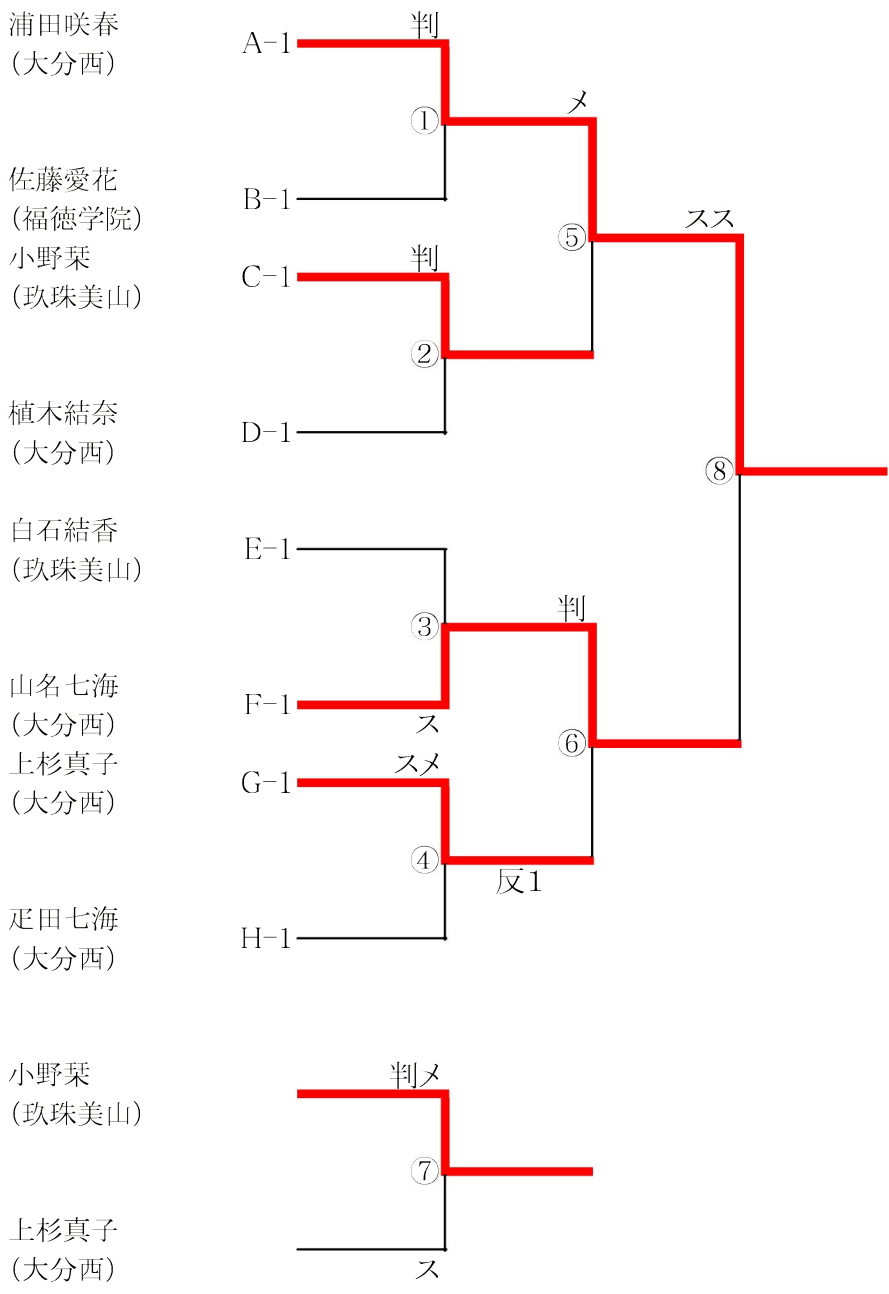 浦田咲春
(大分西)
A-1
判
①
メ
佐藤愛花
(福徳学院)
B-1
⑤
スス
小野栞
(玖珠美山)
C-1
判
②
植木結奈
(大分西)
D-1
⑧
白石結香
(玖珠美山)
E-1
③
判
山名七海
(大分西)
F-1
ス
⑥
上杉真子
(大分西)
G-1
スメ
④
反1
疋田七海
(大分西)
H-1
小野栞
(玖珠美山)
判メ
⑦
上杉真子
(大分西)
ス